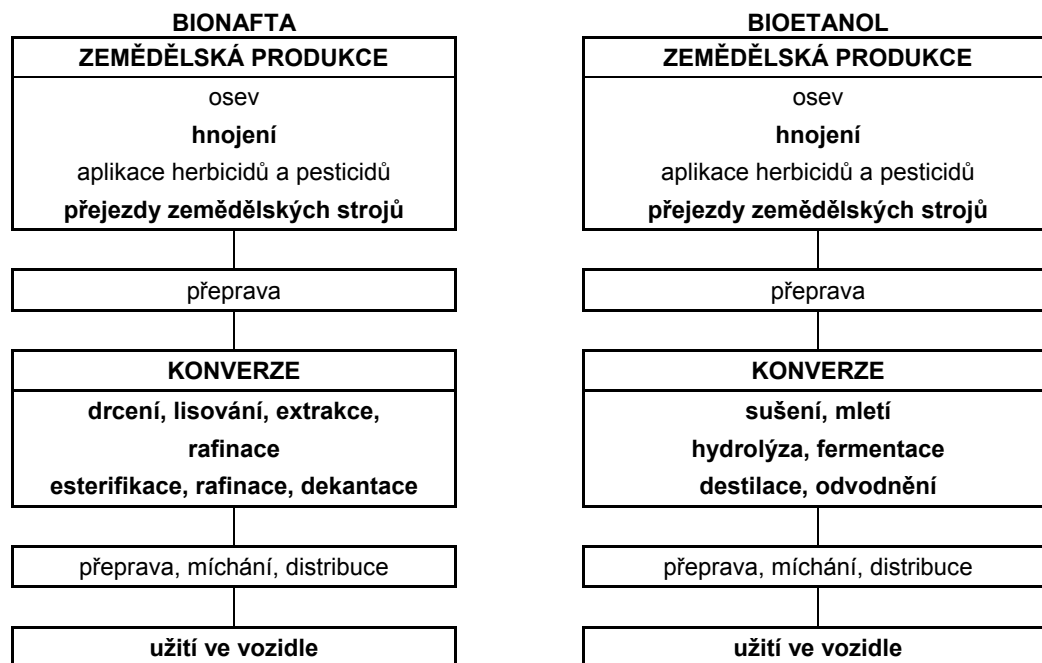 BIONAFTA
ZEMĚDĚLSKÁ PRODUKCE
osev
hnojení
aplikace herbicidů a pesticidů
přejezdy zemědělských strojů
přeprava
KONVERZE
drcení, lisování, extrakce,
rafinace
esterifikace, rafinace, dekantace
přeprava, míchání, distribuce
užití ve vozidle
BIOETANOL
ZEMĚDĚLSKÁ PRODUKCE
osev
hnojení
aplikace herbicidů a pesticidů
přejezdy zemědělských strojů
přeprava
KONVERZE
sušení, mletí
hydrolýza, fermentace
destilace, odvodnění
přeprava, míchání, distribuce
užití ve vozidle